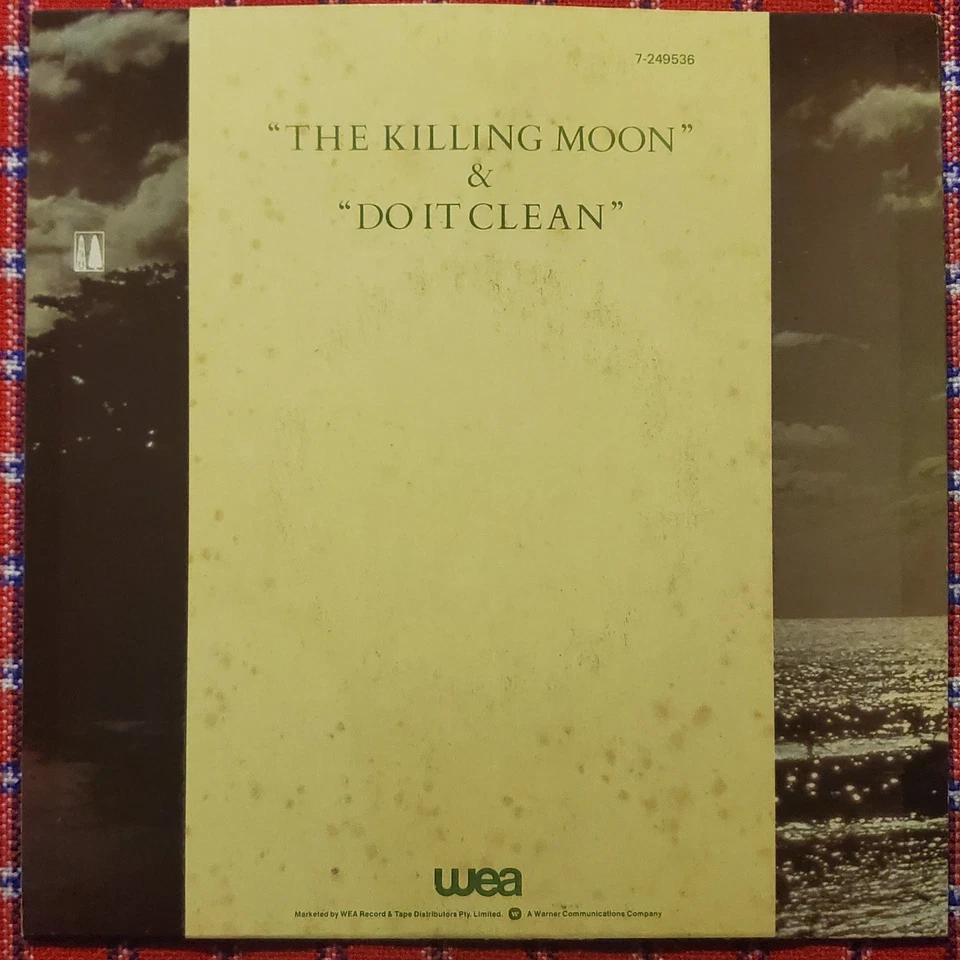 7-249536
“THE KILLING MOON”
&
“DO IT CLEAN”
wea
Marketed by WEA Record & Tape Distributors Pty. Limited. W A Warner Communications Company